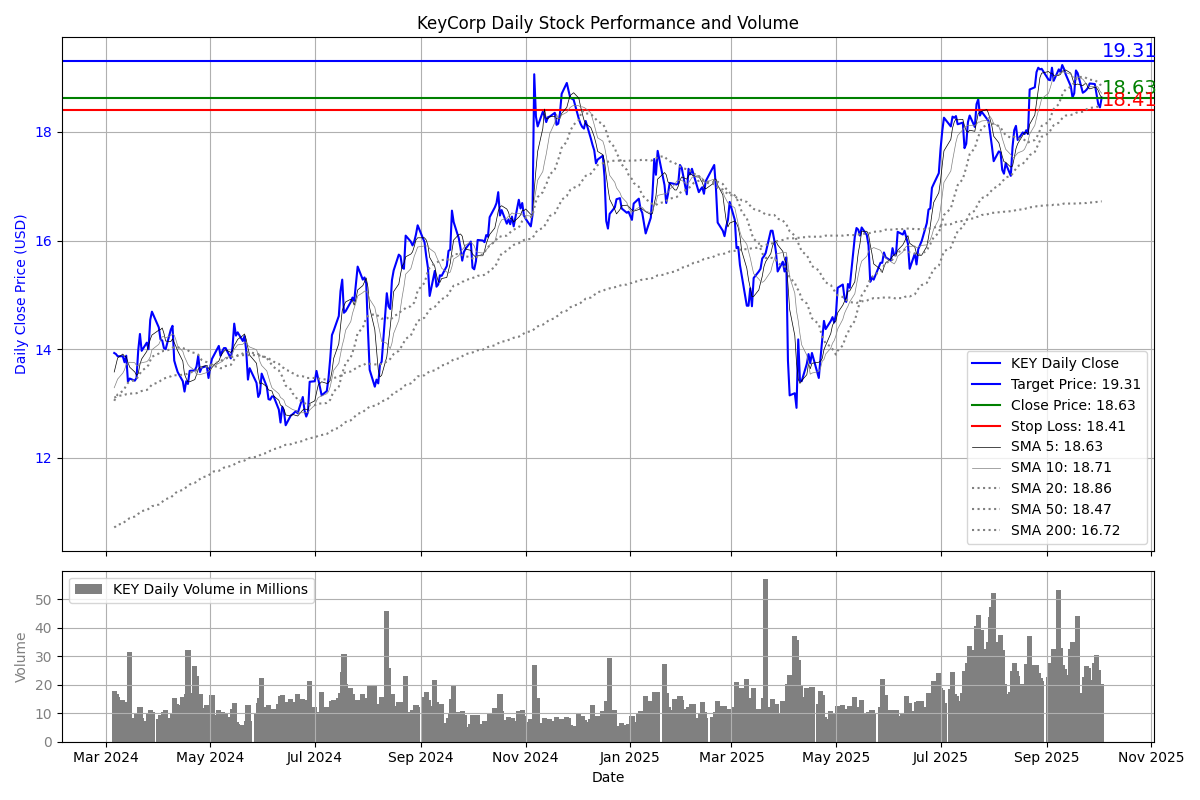 KeyCorp Daily Stock Performance and Volume
19.31
18.63
18.41
18
16
14
12
Daily Close Price (USD)
KEY Daily Close
Target Price: 19.31
Close Price: 18.63
Stop Loss: 18.41
SMA 5: 18.63
SMA 10: 18.71
SMA 20: 18.86
SMA 50: 18.47
SMA 200: 16.72
KEY Daily Volume in Millions
50
40
30
20
10
0
Volume
Mar 2024 May 2024 Jul 2024 Sep 2024 Nov 2024 Jan 2025 Mar 2025 May 2025 Jul 2025 Sep 2025 Nov 2025
Date